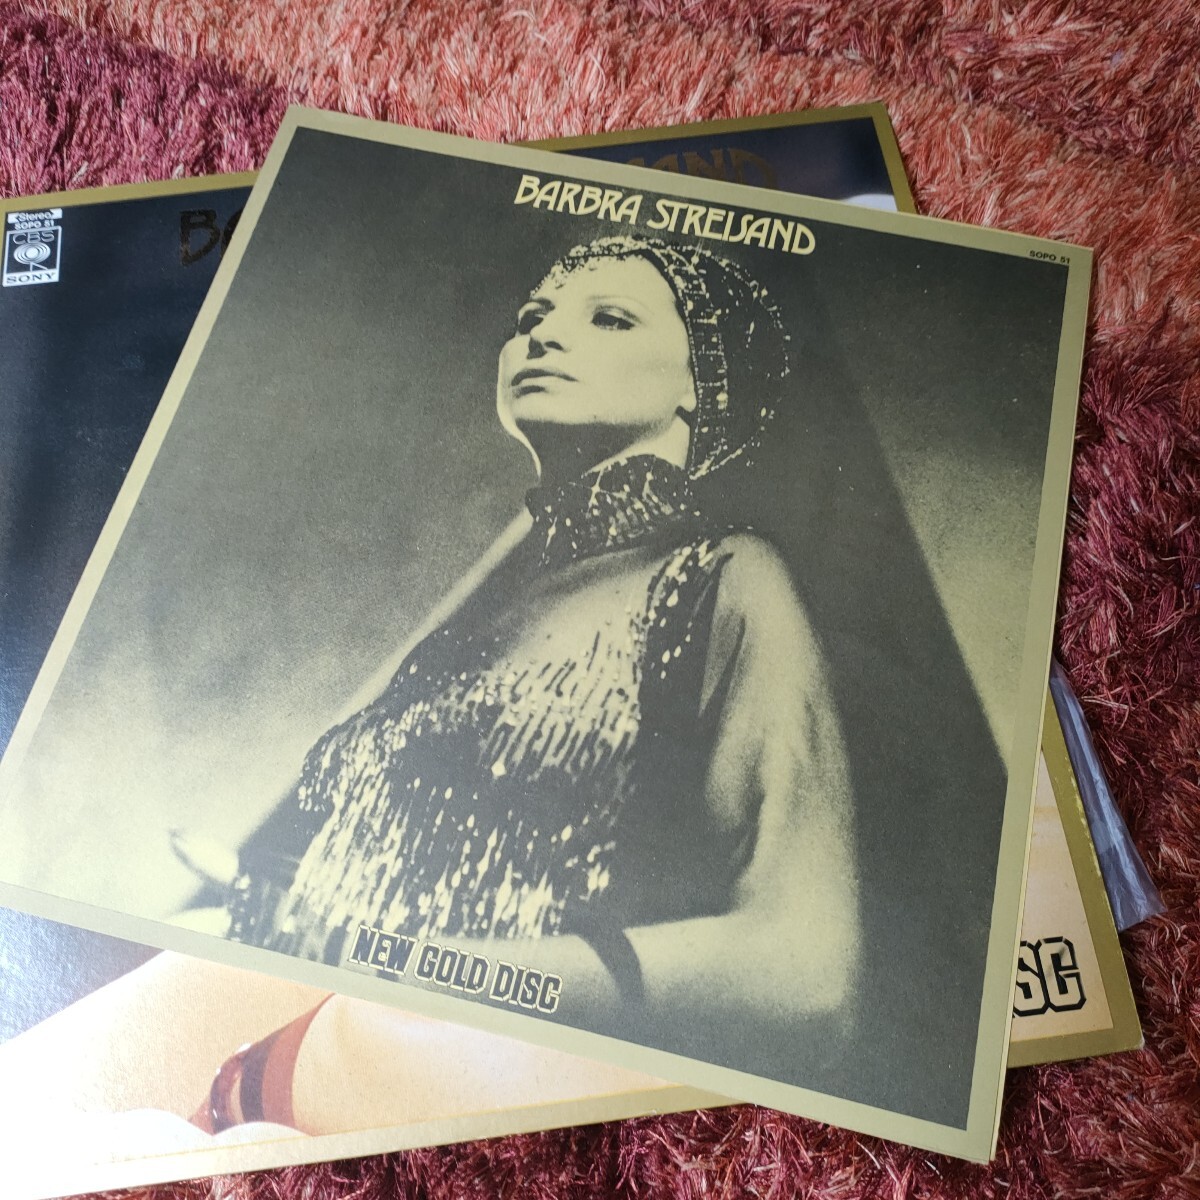 Stereo
SOPO 51
CBS
SONY
BARBRA STREISAND
SOPO 51
NEW GOLD DISC